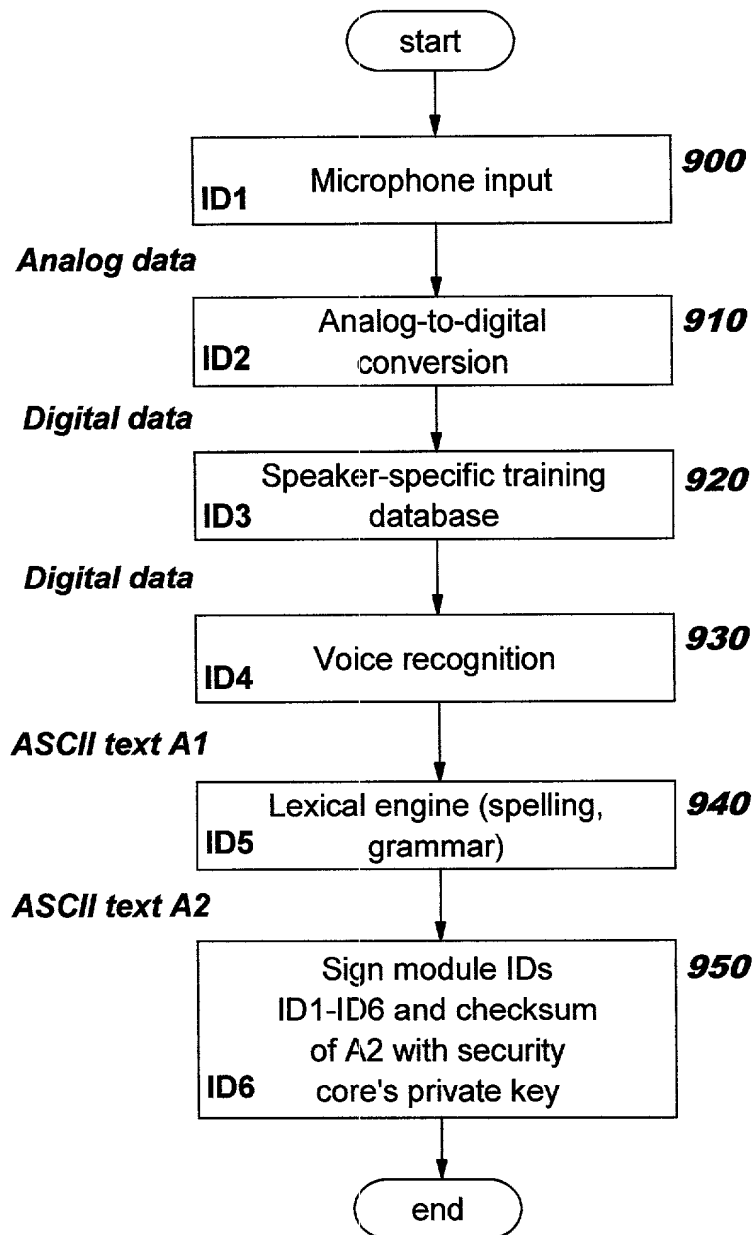 start
900
Microphone input
ID1
Analog data
910
Analog-to-digital
ID2
conversion
Digital data
920
Speaker-specific training
ID3
database
Digital data
930
Voice recognition
ID4
ASCII text A1
940
Lexical engine (spelling,
ID5
grammar)
ASCII text A2
950
Sign module IDs
ID1-ID6 and checksum
of A2 with security
ID6
core's private key
end